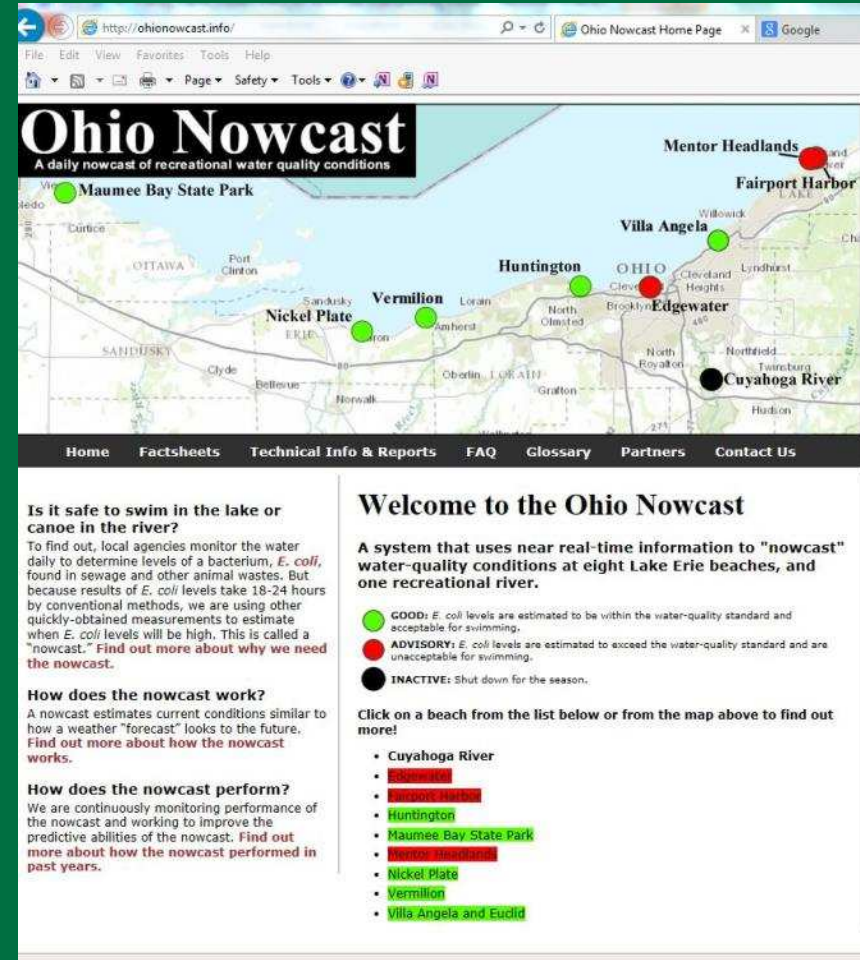 http://ohionowcast.info/
Ohio Nowcast Home Page
Google
File Edit View Favorites Tools Help
Page Safety Tools
Ohio Nowcast
A daily nowcast of recreational water quality conditions
Mentor Headlands
Fairport Harbor
LAKE
Maumee Bay State Park
Willowick
Villa Angela
Curtice
OTTAWA
Port Clinton
Huntington
OHIO
Cleveland Heights
Lyndhurst
Sandusky
Vermilion
Lorain
Nickel Plate
ERIE
Amherst
North Olmsted
Brooklyn
Edgewater
480
SANDUSKY
Clyde
Bellevue
80
Norwalk
Oberlin
LORAIN
Grafton
North Royalton
Northfield
Twinsburg
Cuyahoga River
Hudson
271
Home Factsheets Technical Info & Reports FAQ Glossary Partners Contact Us
Is it safe to swim in the lake or
canoe in the river?
To find out, local agencies monitor the water
daily to determine levels of a bacterium, E. coli,
found in sewage and other animal wastes. But
because results of E. coli levels take 18-24 hours
by conventional methods, we are using other
quickly-obtained measurements to estimate
when E. coli levels will be high. This is called a
"nowcast." Find out more about why we need
the nowcast.
How does the nowcast work?
A nowcast estimates current conditions similar to
how a weather "forecast" looks to the future.
Find out more about how the nowcast
works.
How does the nowcast perform?
We are continuously monitoring performance of
the nowcast and working to improve the
predictive abilities of the nowcast. Find out
more about how the nowcast performed in
past years.
Welcome to the Ohio Nowcast
A system that uses near real-time information to "nowcast"
water-quality conditions at eight Lake Erie beaches, and
one recreational river.
GOOD: E. coli levels are estimated to be within the water-quality standard and
acceptable for swimming.
ADVISORY: E. coli levels are estimated to exceed the water-quality standard and are
unacceptable for swimming.
INACTIVE: Shut down for the season.
Click on a beach from the list below or from the map above to find out
more!
Cuyahoga River
Edgewater
Fairport Harbor
Huntington
Maumee Bay State Park
Mentor Headlands
Nickel Plate
Vermilion
Villa Angela and Euclid